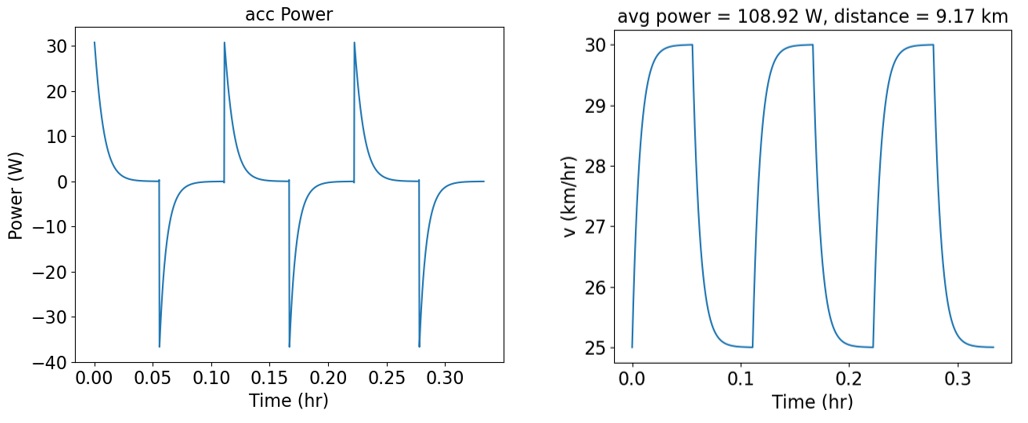 acc Power
30
20
10
0
−10
−20
−30
−40
Power (W)
0.00 0.05 0.10 0.15 0.20 0.25 0.30
Time (hr)
avg power = 108.92 W, distance = 9.17 km
30
29
28
27
26
25
v (km/hr)
0.0 0.1 0.2 0.3
Time (hr)